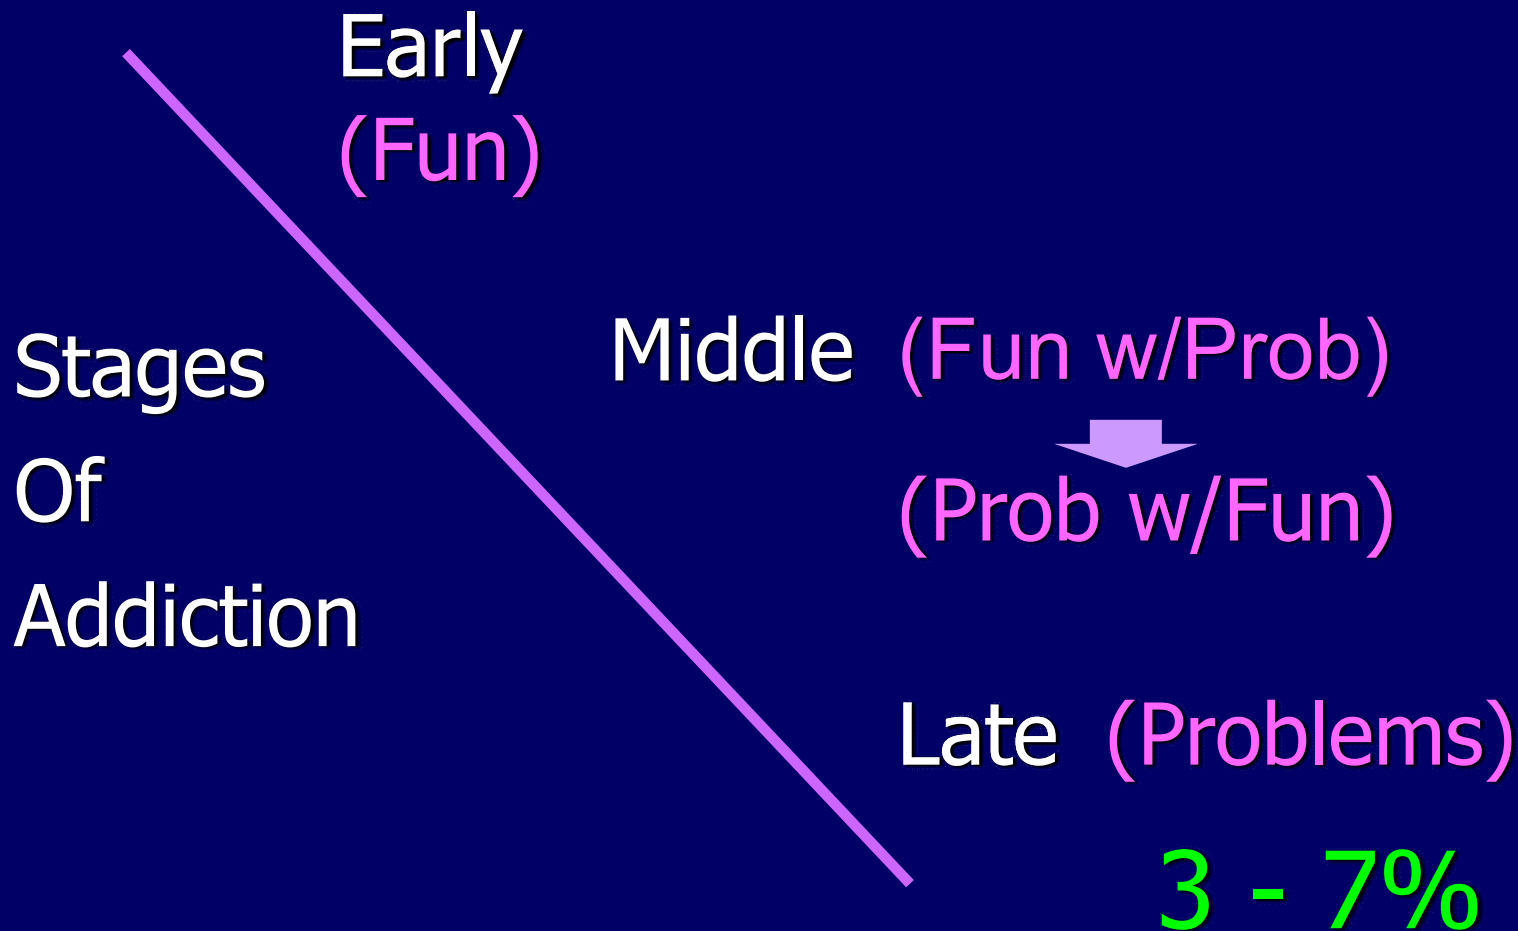 Early
(Fun)
Middle (Fun w/Prob)
(Prob w/Fun)
Stages
Of
Addiction
Late (Problems)
3 - 7%